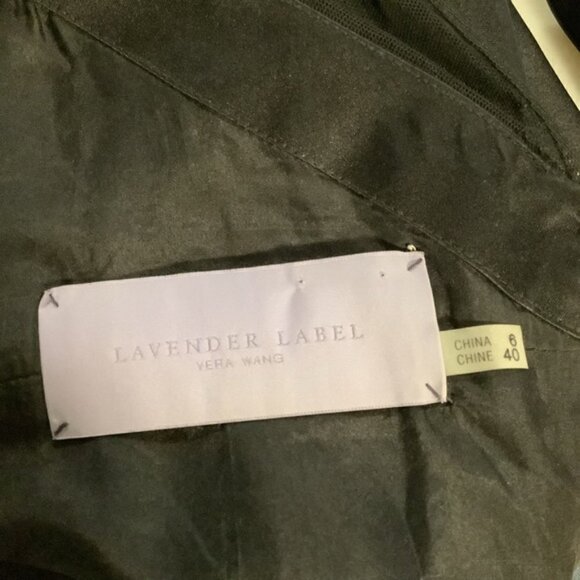 LAVENDER LABEL
VERA WANG
CHINA 6
CHINE 40